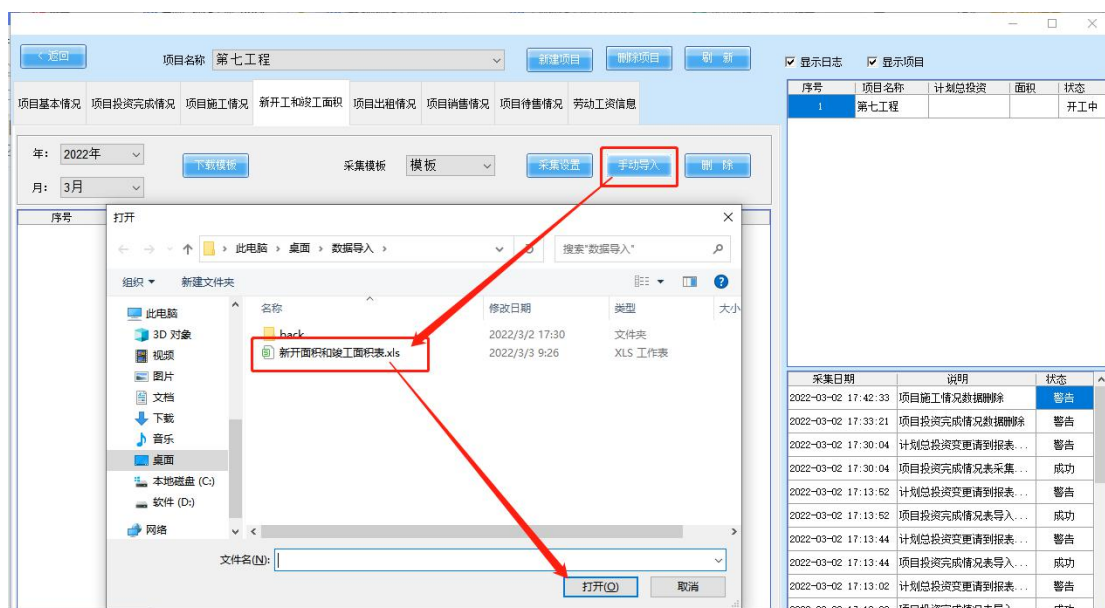 < 返回
项目名称 第七工程 新建项目 删除项目 刷 新
显示日志 显示项目
项目基本情况 项目投资完成情况 项目施工情况 新开工和竣工面积 项目出租情况 项目销售情况 项目待售情况 劳动工资信息
序号 项目名称 计划总投资 面积 状态
1 第七工程 开工中
年: 2022年
下载模板 采集模板 模板 采集设置 手动导入 删 除
月: 3月
序号
打开
此电脑 › 桌面 › 数据导入 ›
搜索"数据导入"
组织 新建文件夹
名称 修改日期 类型 大小
此电脑
3D 对象
视频
图片
文档
下载
音乐
桌面
本地磁盘 (C:)
软件 (D:)
网络
back 2022/3/2 17:30 文件夹
新开面积和竣工面积表.xls 2022/3/3 9:26 XLS 工作表
文件名(N):
打开(O) 取消
采集日期 说明 状态
2022-03-02 17:42:33 项目施工情况数据删除 警告
2022-03-02 17:33:21 项目投资完成情况数据删除 警告
2022-03-02 17:30:04 计划总投资变更请到报表... 警告
2022-03-02 17:30:04 项目投资完成情况表采集... 成功
2022-03-02 17:13:52 计划总投资变更请到报表... 警告
2022-03-02 17:13:52 项目投资完成情况表导入... 成功
2022-03-02 17:13:44 计划总投资变更请到报表... 警告
2022-03-02 17:13:44 项目投资完成情况表导入... 成功
2022-03-02 17:13:02 计划总投资变更请到报表... 警告